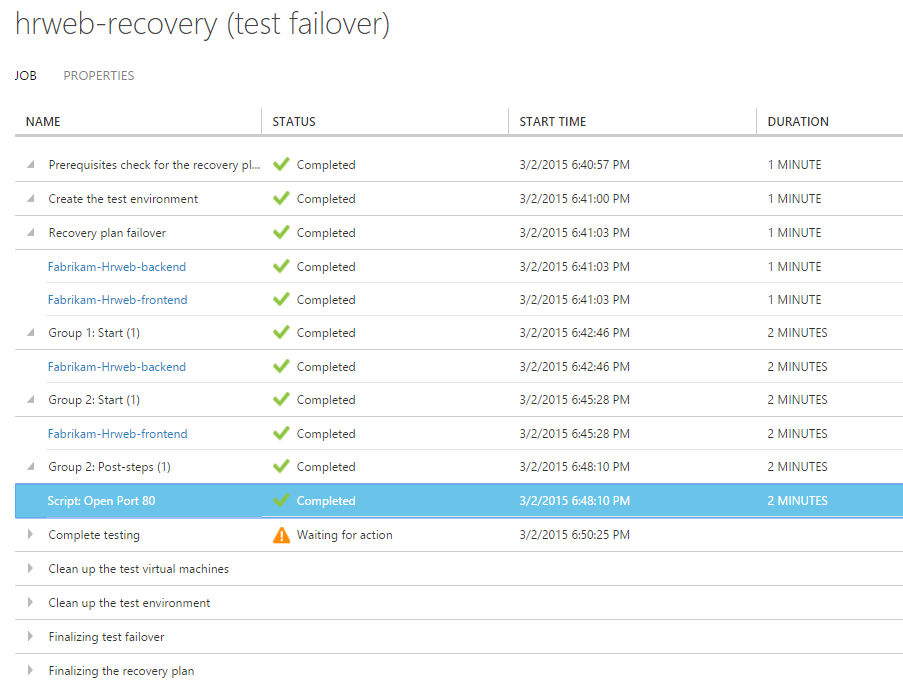 hrweb-recovery (test failover)
JOB PROPERTIES
NAME STATUS START TIME DURATION
Prerequisites check for the recovery pl... Completed 3/2/2015 6:40:57 PM 1 MINUTE
Create the test environment Completed 3/2/2015 6:41:00 PM 1 MINUTE
Recovery plan failover Completed 3/2/2015 6:41:03 PM 1 MINUTE
Fabrikam-Hrweb-backend Completed 3/2/2015 6:41:03 PM 1 MINUTE
Fabrikam-Hrweb-frontend Completed 3/2/2015 6:41:03 PM 1 MINUTE
Group 1: Start (1) Completed 3/2/2015 6:42:46 PM 2 MINUTES
Fabrikam-Hrweb-backend Completed 3/2/2015 6:42:46 PM 2 MINUTES
Group 2: Start (1) Completed 3/2/2015 6:45:28 PM 2 MINUTES
Fabrikam-Hrweb-frontend Completed 3/2/2015 6:45:28 PM 2 MINUTES
Group 2: Post-steps (1) Completed 3/2/2015 6:48:10 PM 2 MINUTES
Script: Open Port 80 Completed 3/2/2015 6:48:10 PM 2 MINUTES
Complete testing Waiting for action 3/2/2015 6:50:25 PM
Clean up the test virtual machines
Clean up the test environment
Finalizing test failover
Finalizing the recovery plan